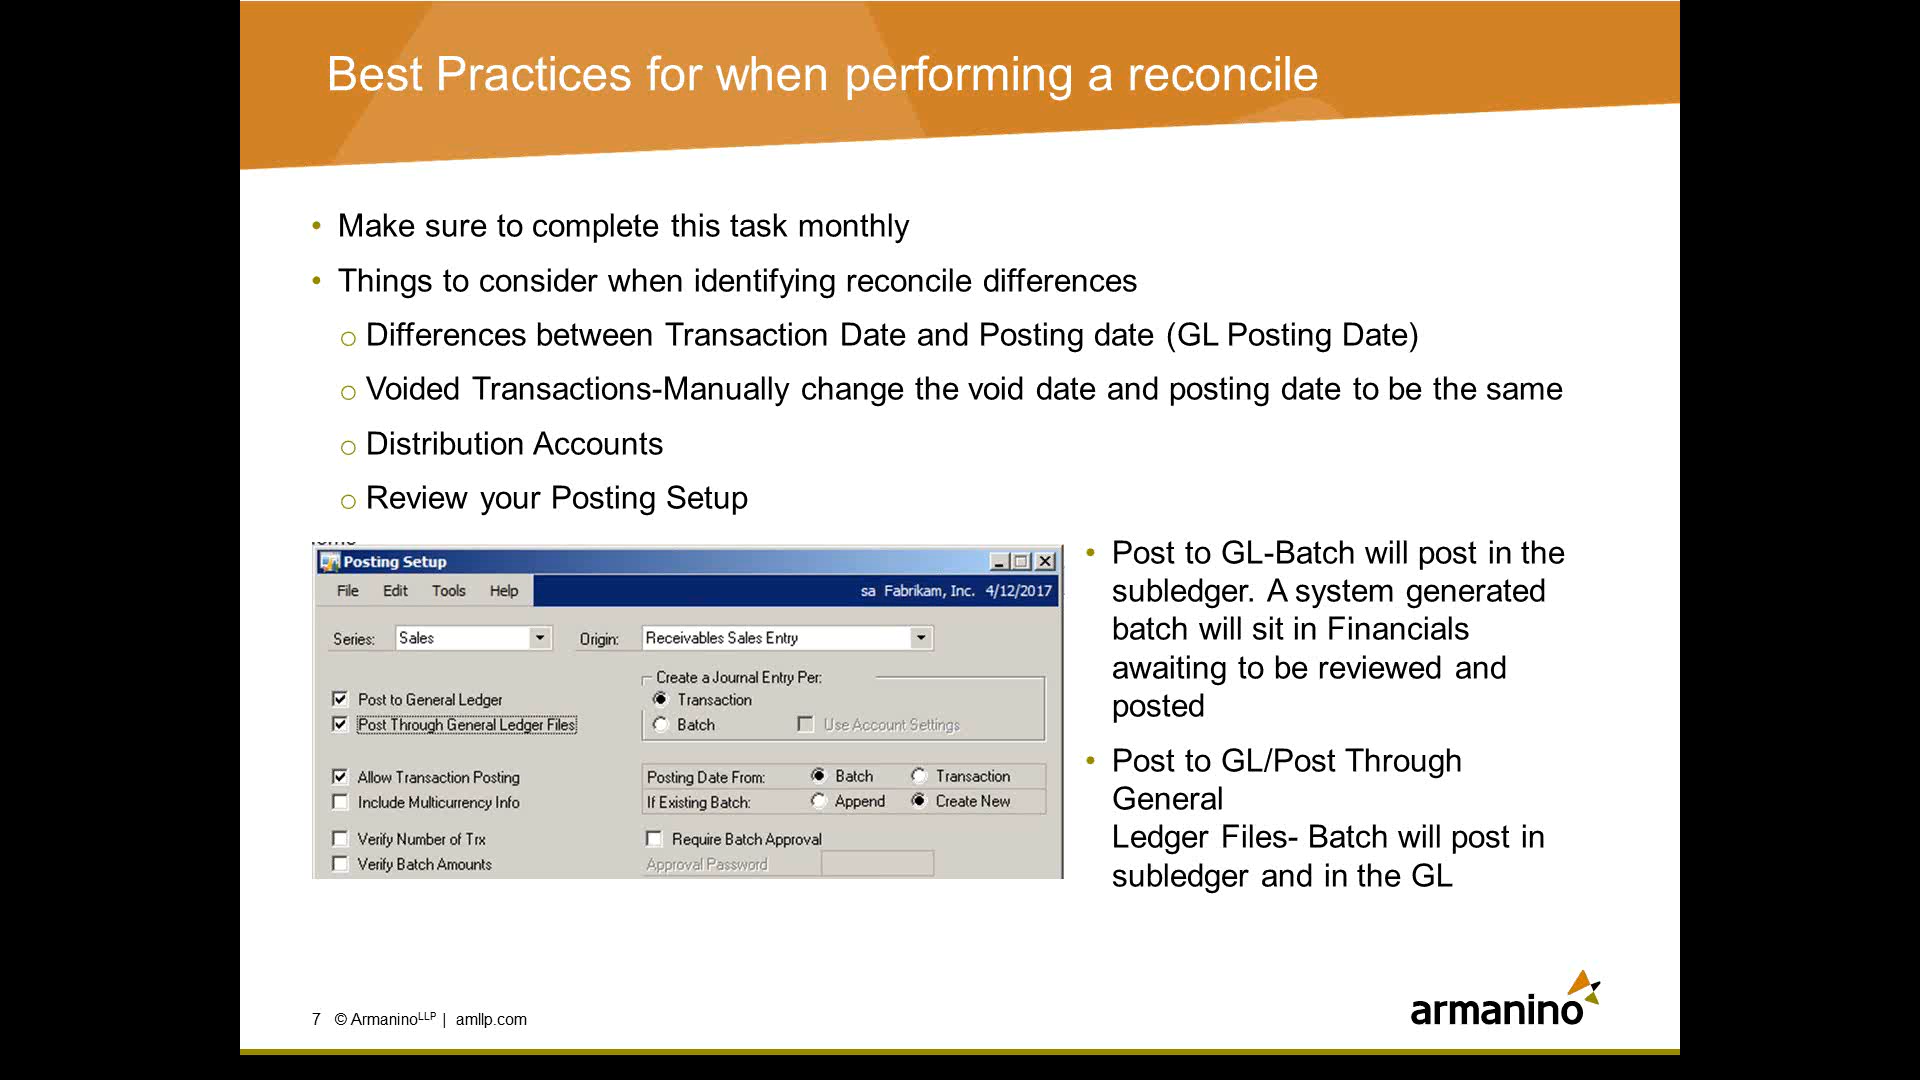 Best Practices for when performing a reconcile
• Make sure to complete this task monthly
• Things to consider when identifying reconcile differences
o Differences between Transaction Date and Posting date (GL Posting Date)
o Voided Transactions-Manually change the void date and posting date to be the same
o Distribution Accounts
o Review your Posting Setup
Posting Setup
File Edit Tools Help sa Fabrikam, Inc. 4/12/2017
Series: Sales Origin: Receivables Sales Entry
Create a Journal Entry Per:
Post to General Ledger Transaction
Post Through General Ledger Files Batch Use Account Settings
Allow Transaction Posting Posting Date From: Batch Transaction
Include Multicurrency Info If Existing Batch: Append Create New
Verify Number of Trx Require Batch Approval
Verify Batch Amounts Approval Password
• Post to GL-Batch will post in the
subledger. A system generated
batch will sit in Financials
awaiting to be reviewed and
posted
• Post to GL/Post Through
General
Ledger Files- Batch will post in
subledger and in the GL
7 © ArmaninoLLP | amllp.com
armanino